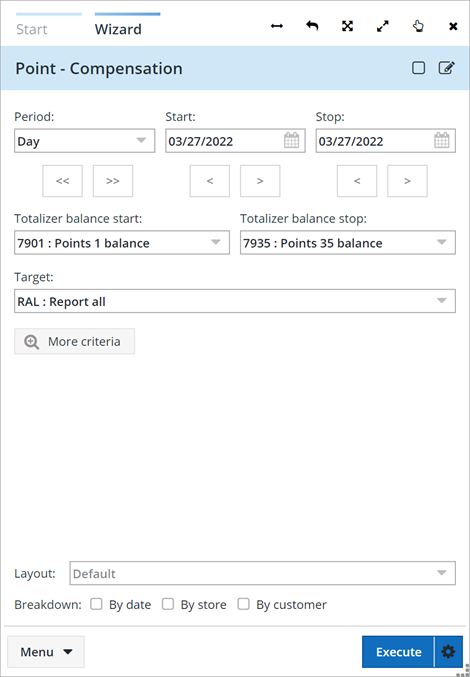 Start Wizard
Point - Compensation
Period: Start: Stop:
Day 03/27/2022 03/27/2022
<< >> < > < >
Totalizer balance start: Totalizer balance stop:
7901 : Points 1 balance 7935 : Points 35 balance
Target:
RAL : Report all
More criteria
Layout: Default
Breakdown: By date By store By customer
Menu Execute